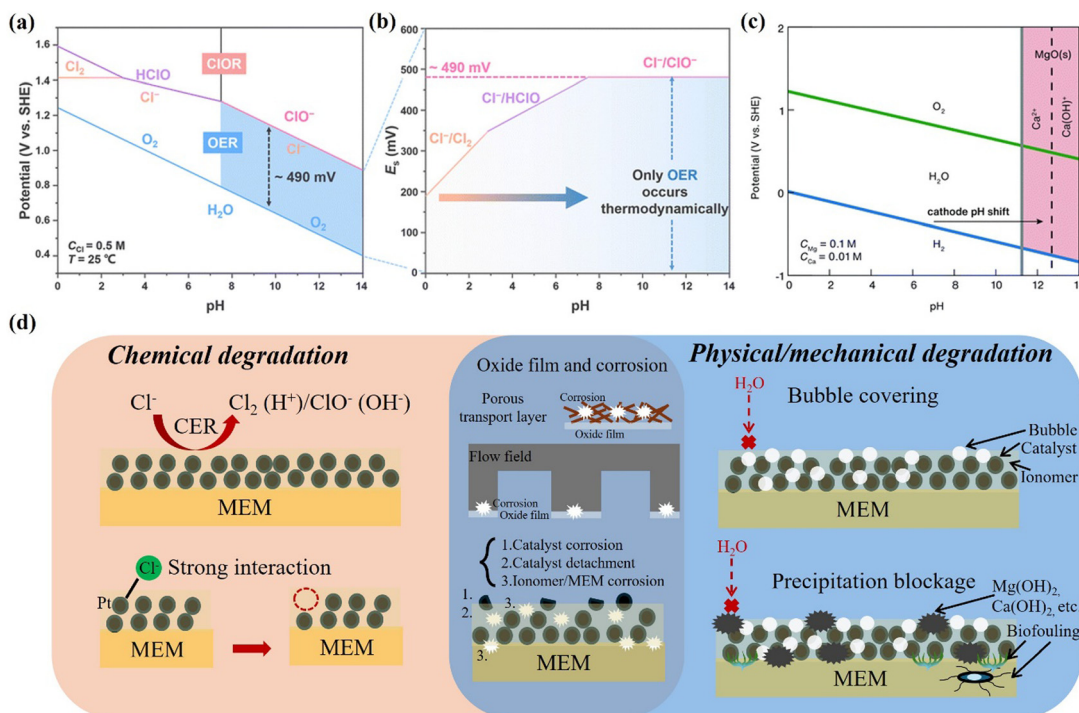 (a)
Potential (V vs. SHE)
1.6
1.4
1.2
1.0
0.8
0.6
0.4
Cl₂
HClO
Cl⁻
ClOR
ClO⁻
Cl⁻
OER
O₂
~ 490 mV
H₂O
O₂
C_Cl = 0.5 M
T = 25 °C
0 2 4 6 8 10 12 14
pH
(b)
E_s (mV)
600
500
400
300
200
100
0
~ 490 mV
Cl⁻/ClO⁻
Cl⁻/HClO
Cl⁻/Cl₂
Only OER
occurs
thermodynamically
0 2 4 6 8 10 12 14
pH
(c)
Potential (V vs. SHE)
2
1
0
-1
MgO(s)
Ca²⁺
Ca(OH)⁺
O₂
H₂O
cathode pH shift
H₂
C_Mg = 0.1 M
C_Ca = 0.01 M
0 2 4 6 8 10 12 14
pH
(d)
Chemical degradation
Cl⁻
Cl₂ (H⁺)/ClO⁻ (OH⁻)
CER
MEM
Cl⁻
Strong interaction
Pt
MEM
MEM
Oxide film and corrosion
Porous
transport layer
Corrosion
Oxide film
Flow field
Corrosion
Oxide film
1.Catalyst corrosion
2.Catalyst detachment
3.Ionomer/MEM corrosion
1.
2.
3.
3.
MEM
Physical/mechanical degradation
H₂O
Bubble covering
Bubble
Catalyst
Ionomer
MEM
H₂O
Precipitation blockage
Mg(OH)₂,
Ca(OH)₂, etc
Biofouling
MEM